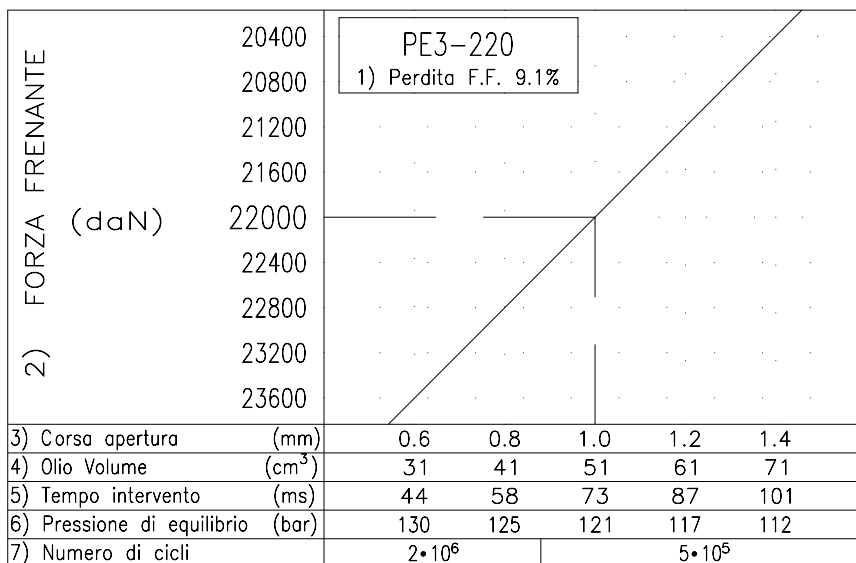 PE3-220
1) Perdita F.F. 9.1%
2) FORZA FRENANTE
(daN)
20400
20800
21200
21600
22000
22400
22800
23200
23600
3) Corsa apertura (mm) 0.6 0.8 1.0 1.2 1.4
4) Olio Volume (cm³) 31 41 51 61 71
5) Tempo intervento (ms) 44 58 73 87 101
6) Pressione di equilibrio (bar) 130 125 121 117 112
7) Numero di cicli 2•10⁶ 5•10⁵